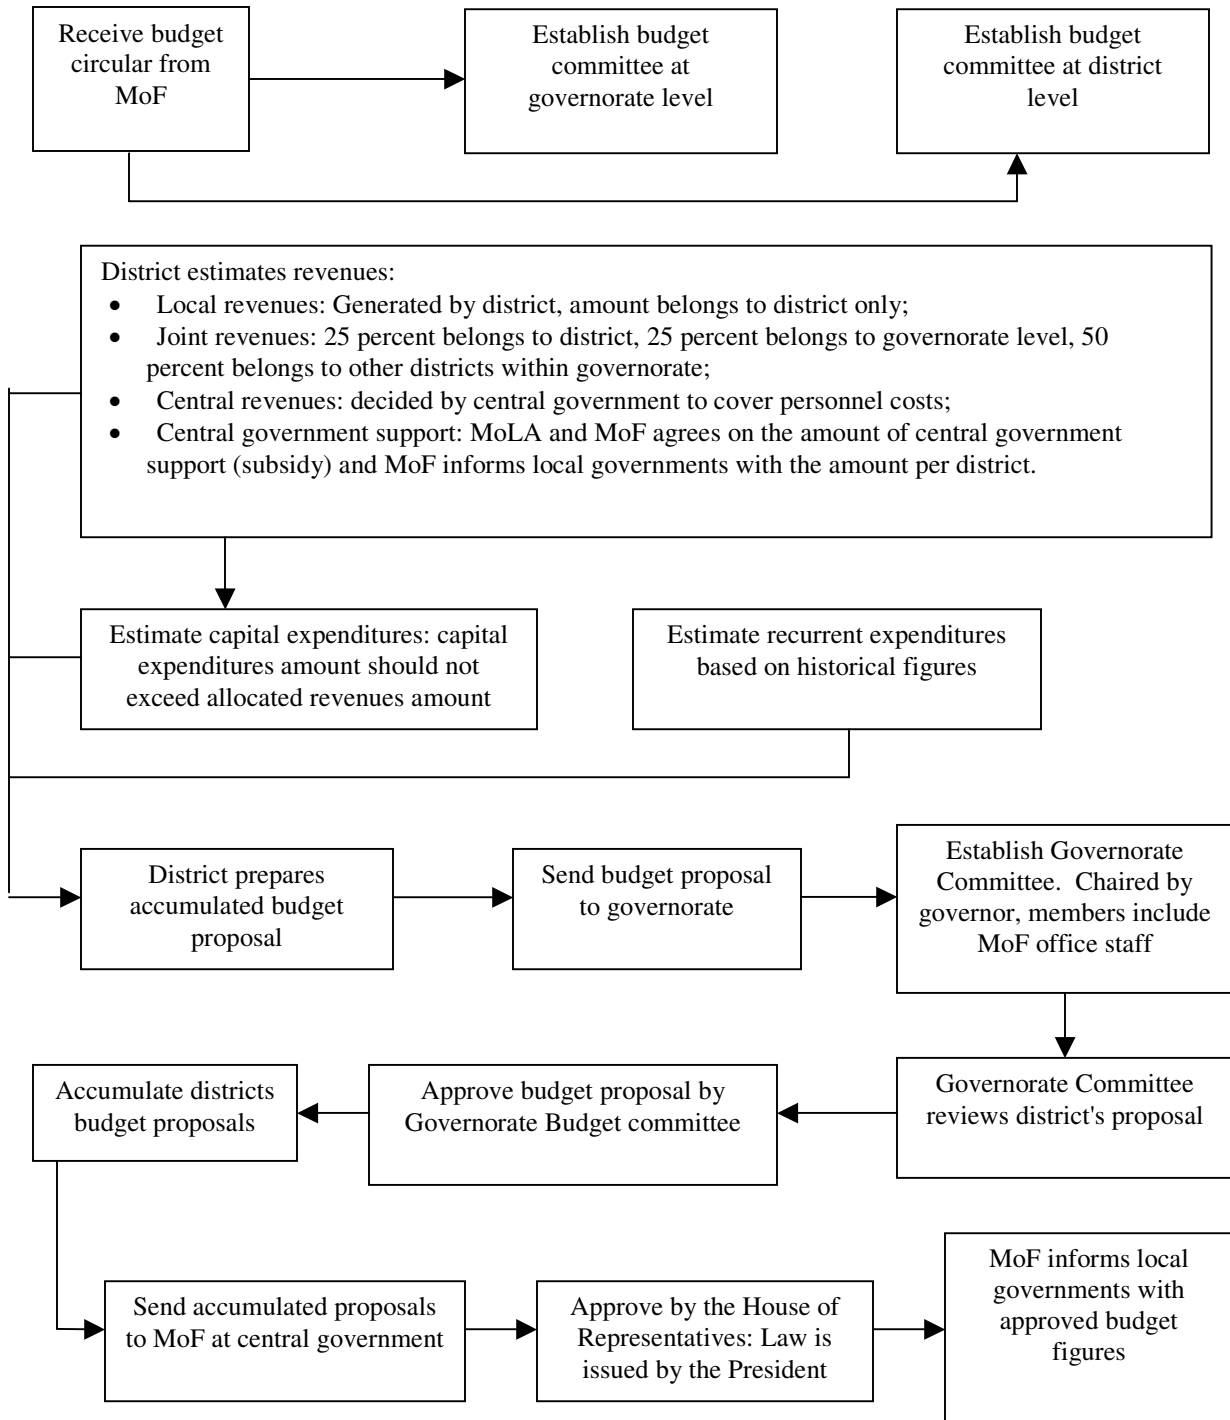 Receive budget
circular from
MoF
Establish budget
committee at
governorate level
Establish budget
committee at district
level
District estimates revenues:
• Local revenues: Generated by district, amount belongs to district only;
• Joint revenues: 25 percent belongs to district, 25 percent belongs to governorate level, 50
percent belongs to other districts within governorate;
• Central revenues: decided by central government to cover personnel costs;
• Central government support: MoLA and MoF agrees on the amount of central government
support (subsidy) and MoF informs local governments with the amount per district.
Estimate capital expenditures: capital
expenditures amount should not
exceed allocated revenues amount
Estimate recurrent expenditures
based on historical figures
District prepares
accumulated budget
proposal
Send budget proposal
to governorate
Establish Governorate
Committee. Chaired by
governor, members include
MoF office staff
Governorate Committee
reviews district's proposal
Approve budget proposal by
Governorate Budget committee
Accumulate districts
budget proposals
Send accumulated proposals
to MoF at central government
Approve by the House of
Representatives: Law is
issued by the President
MoF informs local
governments with
approved budget
figures